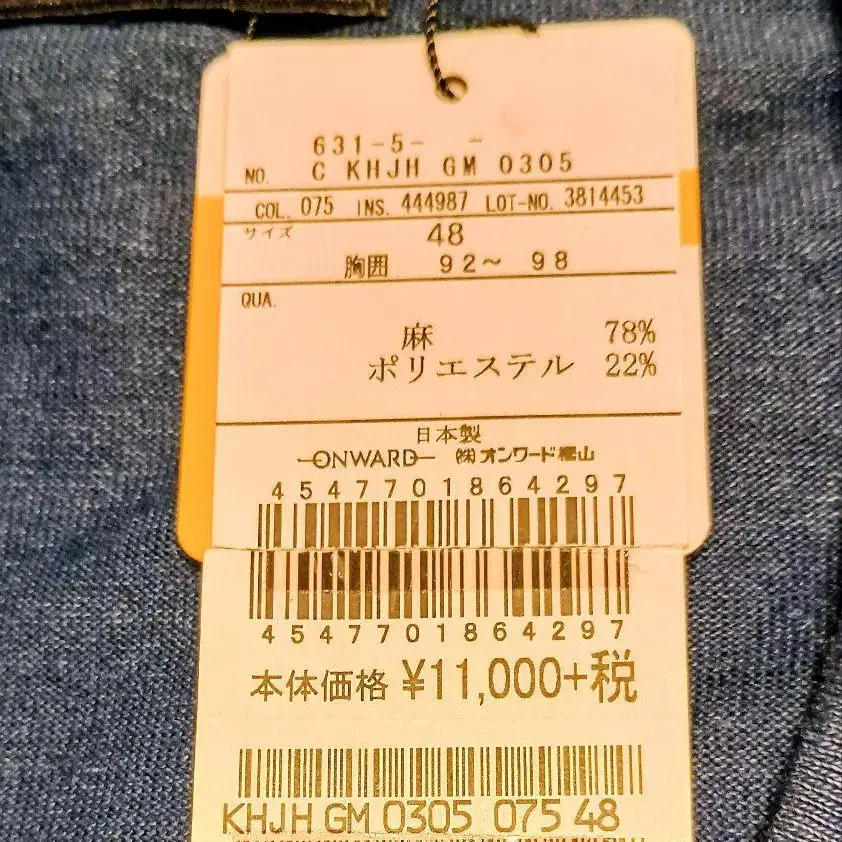 631-5-   -
NO. C KHJH GM 0305
COL. 075 INS. 444987 LOT-NO. 3814453
サイズ 48
胸囲 92～ 98
QUA.
麻 78%
ポリエステル 22%
日本製
ONWARD ㈱オンワード樫山
4547701864297
4547701864297
本体価格 ¥11,000+税
KHJH GM 0305 075 48